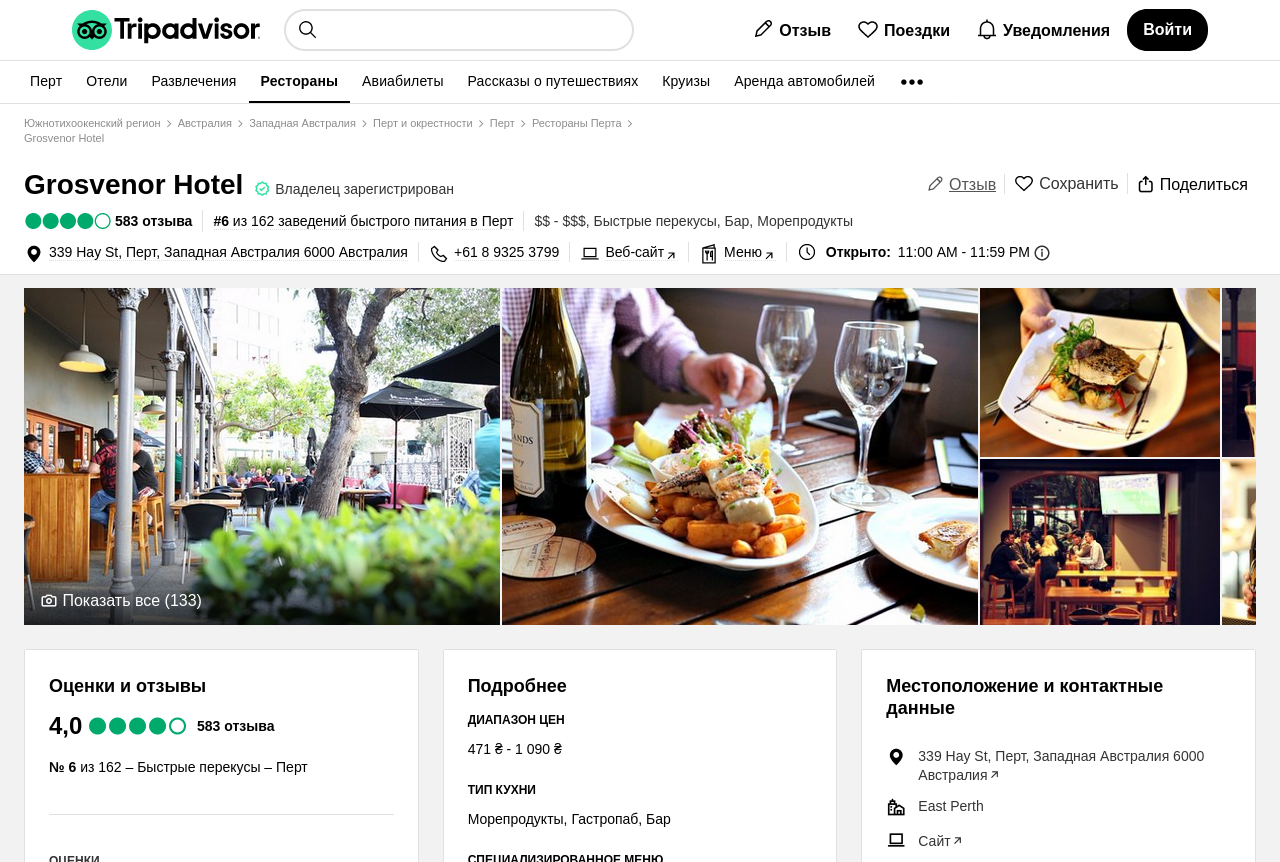 Tripadvisor
Отзыв
Поездки
Уведомления
Войти
Перт
Отели
Развлечения
Рестораны
Авиабилеты
Рассказы о путешествиях
Круизы
Аренда автомобилей
Южнотихоокенский регион > Австралия > Западная Австралия > Перт и окрестности > Перт > Рестораны Перта >
Grosvenor Hotel
Grosvenor Hotel
Владелец зарегистрирован
Отзыв
Сохранить
Поделиться
583 отзыва
#6 из 162 заведений быстрого питания в Перт
$$ - $$$, Быстрые перекусы, Бар, Морепродукты
339 Hay St, Перт, Западная Австралия 6000 Австралия
+61 8 9325 3799
Веб-сайт
Меню
Открыто: 11:00 AM - 11:59 PM
Показать все (133)
Оценки и отзывы
4,0
583 отзыва
№ 6 из 162 – Быстрые перекусы – Перт
ОЦЕНКИ
Подробнее
ДИАПАЗОН ЦЕН
471 ₴ - 1 090 ₴
ТИП КУХНИ
Морепродукты, Гастропаб, Бар
СПЕЦИАЛИЗИРОВАННОЕ МЕНЮ
Местоположение и контактные
данные
339 Hay St, Перт, Западная Австралия 6000
Австралия
East Perth
Сайт